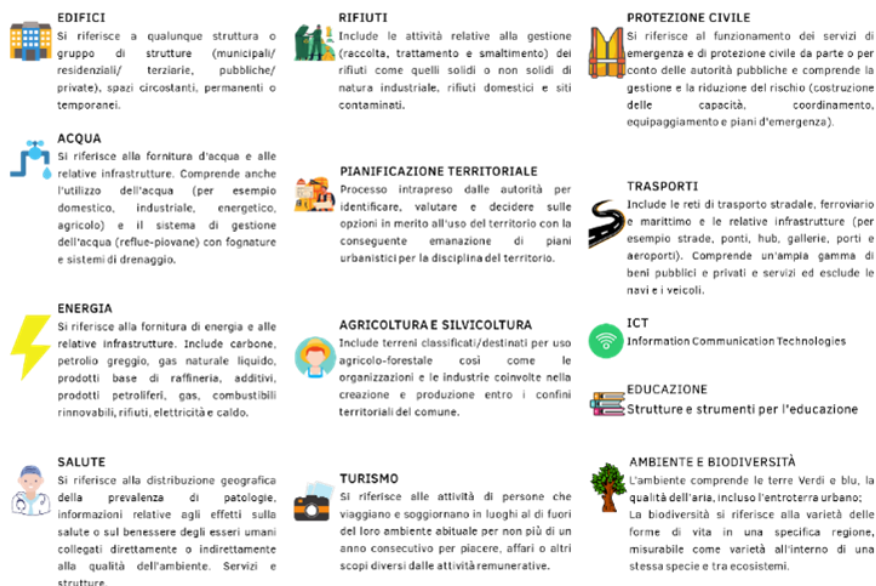 EDIFICI
Si riferisce a qualunque struttura o
gruppo di strutture (municipali/
residenziali/ terziarie, pubbliche/
private), spazi circostanti, permanenti o
temporanei.
ACQUA
Si riferisce alla fornitura d'acqua e alle
relative infrastrutture. Comprende anche
l'utilizzo dell'acqua (per esempio
domestico, industriale, energetico,
agricolo) e il sistema di gestione
dell'acqua (reflue-piovane) con fognature
e sistemi di drenaggio.
ENERGIA
Si riferisce alla fornitura di energia e alle
relative infrastrutture. Include carbone,
petrolio greggio, gas naturale liquido,
prodotti base di raffineria, additivi,
prodotti petroliferi, gas, combustibili
rinnovabili, rifiuti, elettricità e caldo.
SALUTE
Si riferisce alla distribuzione geografica
della prevalenza di patologie,
informazioni relative agli effetti sulla
salute o sul benessere degli esseri umani
collegati direttamente o indirettamente
alla qualità dell'ambiente. Servizi e
strutture.
RIFIUTI
Include le attività relative alla gestione
(raccolta, trattamento e smaltimento) dei
rifiuti come quelli solidi o non solidi di
natura industriale, rifiuti domestici e siti
contaminati.
PIANIFICAZIONE TERRITORIALE
Processo intrapreso dalle autorità per
identificare, valutare e decidere sulle
opzioni in merito all'uso del territorio con la
conseguente emanazione di piani
urbanistici per la disciplina del territorio.
AGRICOLTURA E SILVICOLTURA
Include terreni classificati/destinati per uso
agricolo-forestale così come le
organizzazioni e le industrie coinvolte nella
creazione e produzione entro i confini
territoriali del comune.
TURISMO
Si riferisce alle attività di persone che
viaggiano e soggiornano in luoghi al di fuori
del loro ambiente abituale per non più di un
anno consecutivo per piacere, affari o altri
scopi diversi dalle attività remunerative.
PROTEZIONE CIVILE
Si riferisce al funzionamento dei servizi di
emergenza e di protezione civile da parte o per
conto delle autorità pubbliche e comprende la
gestione e la riduzione del rischio (costruzione
delle capacità, coordinamento,
equipaggiamento e piani d'emergenza).
TRASPORTI
Include le reti di trasporto stradale, ferroviario
e marittimo e le relative infrastrutture (per
esempio strade, ponti, hub, gallerie, porti e
aeroporti). Comprende un'ampia gamma di
beni pubblici e privati e servizi ed esclude le
navi e i veicoli.
ICT
Information Communication Technologies
EDUCAZIONE
Strutture e strumenti per l'educazione
AMBIENTE E BIODIVERSITÀ
L'ambiente comprende le terre Verdi e blu, la
qualità dell'aria, incluso l'entroterra urbano;
La biodiversità si riferisce alla varietà delle
forme di vita in una specifica regione,
misurabile come varietà all'interno di una
stessa specie e tra ecosistemi.